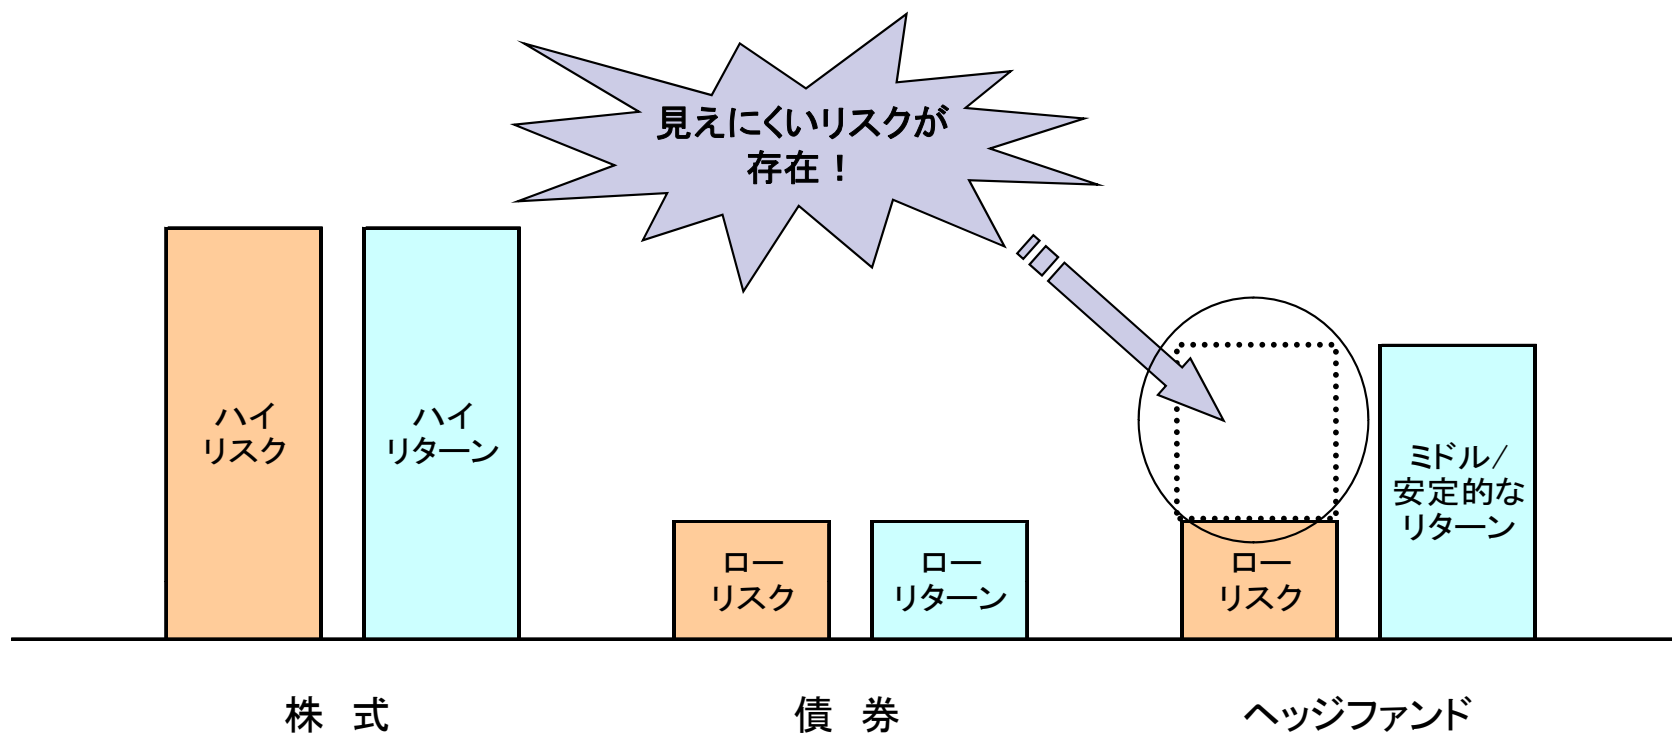 見えにくいリスクが
存在！
ハイ
リスク
ハイ
リターン
ロー
リスク
ロー
リターン
ロー
リスク
ミドル/
安定的な
リターン
株　式
債　券
ヘッジファンド